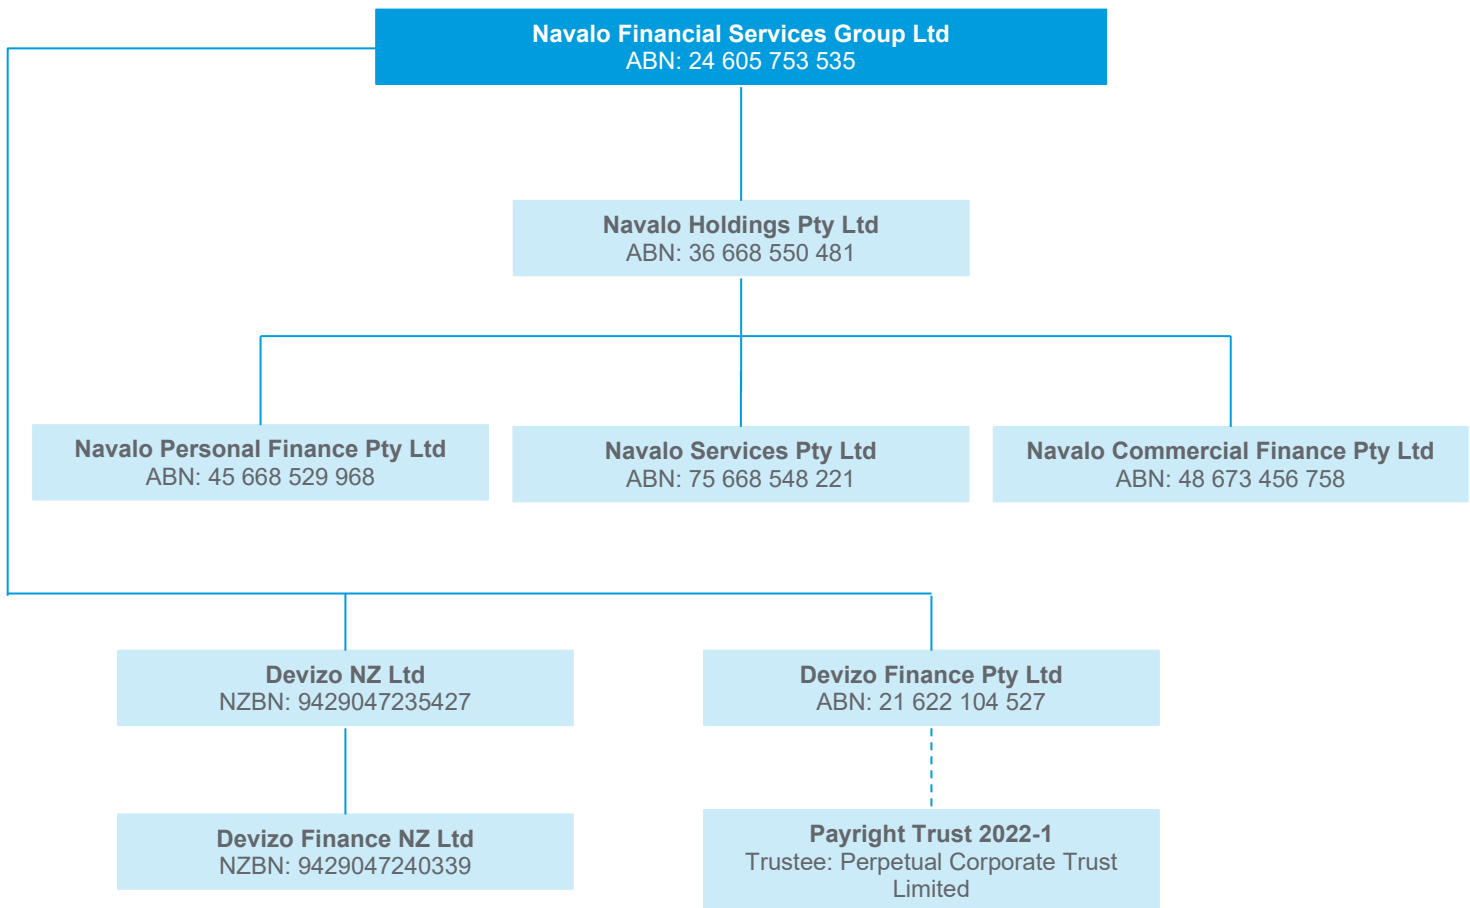 Navalo Financial Services Group Ltd
ABN: 24 605 753 535
Navalo Holdings Pty Ltd
ABN: 36 668 550 481
Navalo Personal Finance Pty Ltd
ABN: 45 668 529 968
Navalo Services Pty Ltd
ABN: 75 668 548 221
Navalo Commercial Finance Pty Ltd
ABN: 48 673 456 758
Devizo NZ Ltd
NZBN: 9429047235427
Devizo Finance Pty Ltd
ABN: 21 622 104 527
Devizo Finance NZ Ltd
NZBN: 9429047240339
Payright Trust 2022-1
Trustee: Perpetual Corporate Trust
Limited